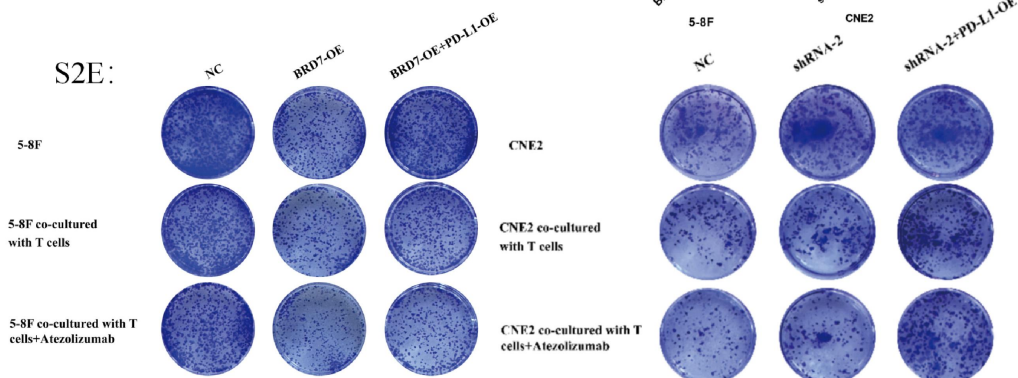 5-8F
CNE2
S2E:
NC
BRD7-OE
BRD7-OE+PD-L1-OE
NC
shRNA-2
shRNA-2+PD-L1-OE
5-8F
CNE2
5-8F co-cultured
with T cells
CNE2 co-cultured
with T cells
5-8F co-cultured with T
cells+Atezolizumab
CNE2 co-cultured with T
cells+Atezolizumab